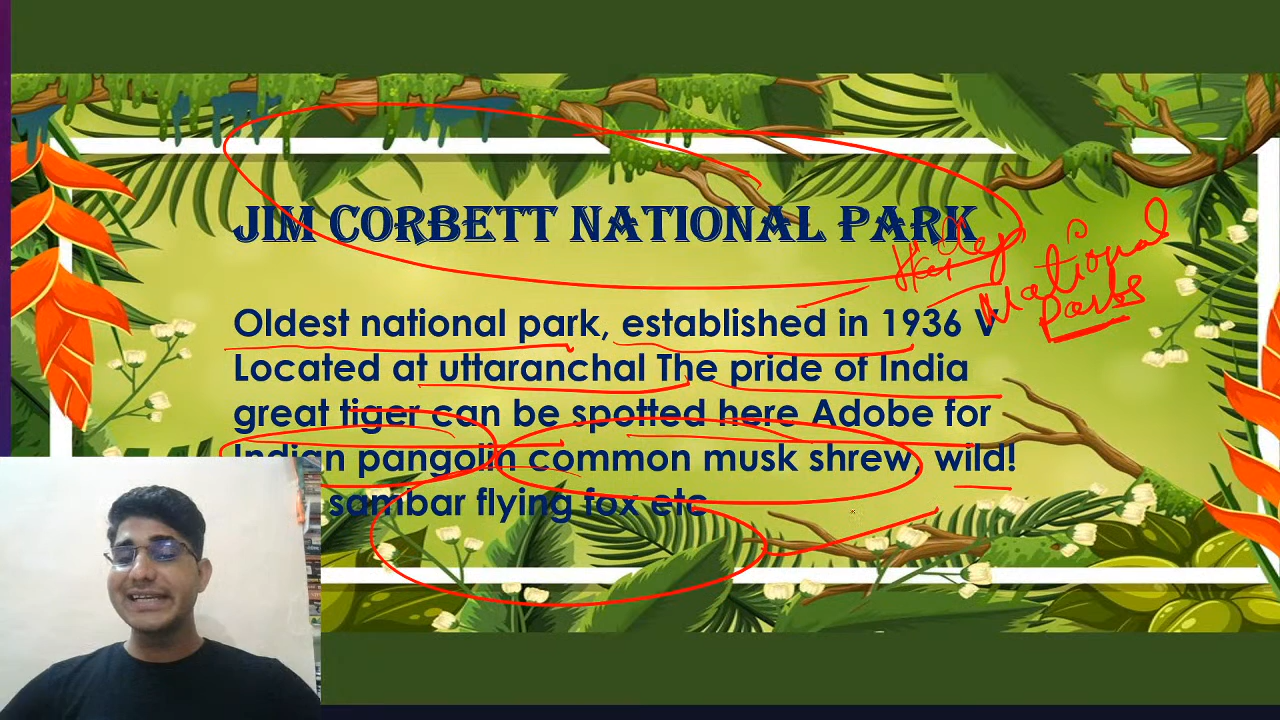 JIM CORBETT NATIONAL PARK
Oldest national park, established in 1936 V
Located at uttaranchal The pride of India
great tiger can be spotted here Adobe for
Indian pangolin common musk shrew, wild!
sambar flying fox etc
National
Parks